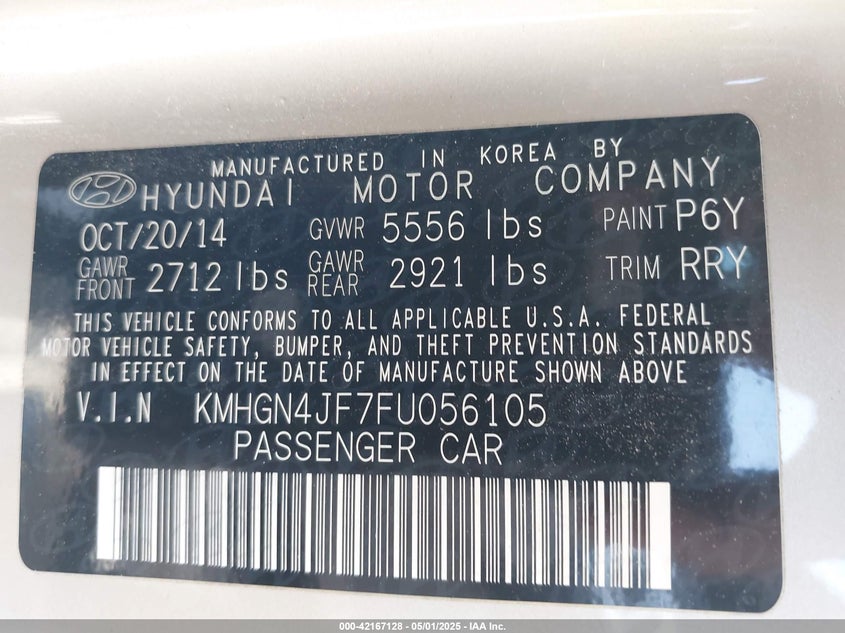 MANUFACTURED IN KOREA BY
HYUNDAI MOTOR COMPANY
OCT/20/14 GVWR 5556 lbs PAINT P6Y
GAWR FRONT 2712 lbs GAWR REAR 2921 lbs TRIM RRY
THIS VEHICLE CONFORMS TO ALL APPLICABLE U.S.A. FEDERAL
MOTOR VEHICLE SAFETY, BUMPER, AND THEFT PREVENTION STANDARDS
IN EFFECT ON THE DATE OF MANUFACTURE SHOWN ABOVE
V.I.N KMHGN4JF7FU056105
PASSENGER CAR
000-42167128 - 05/01/2025 - IAA Inc.